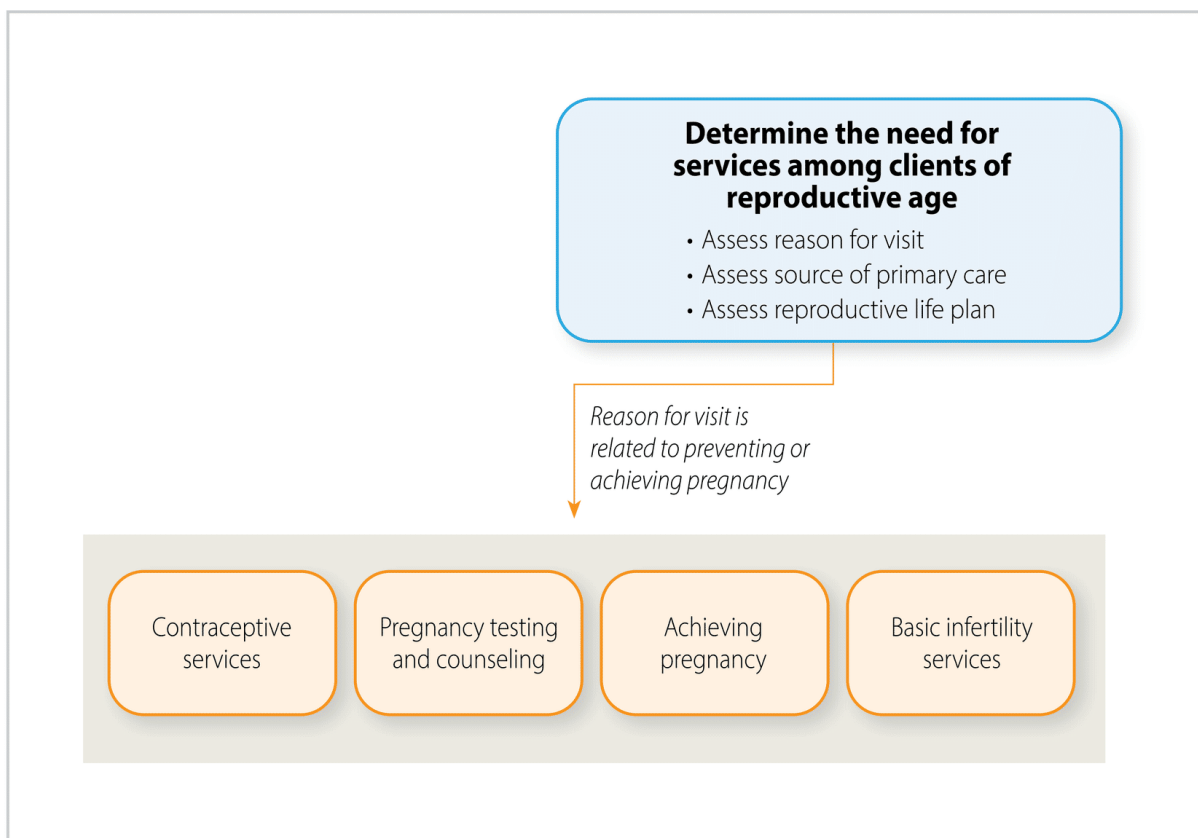 Determine the need for
services among clients of
reproductive age
• Assess reason for visit
• Assess source of primary care
• Assess reproductive life plan
Reason for visit is
related to preventing or
achieving pregnancy
Contraceptive
services
Pregnancy testing
and counseling
Achieving
pregnancy
Basic infertility
services